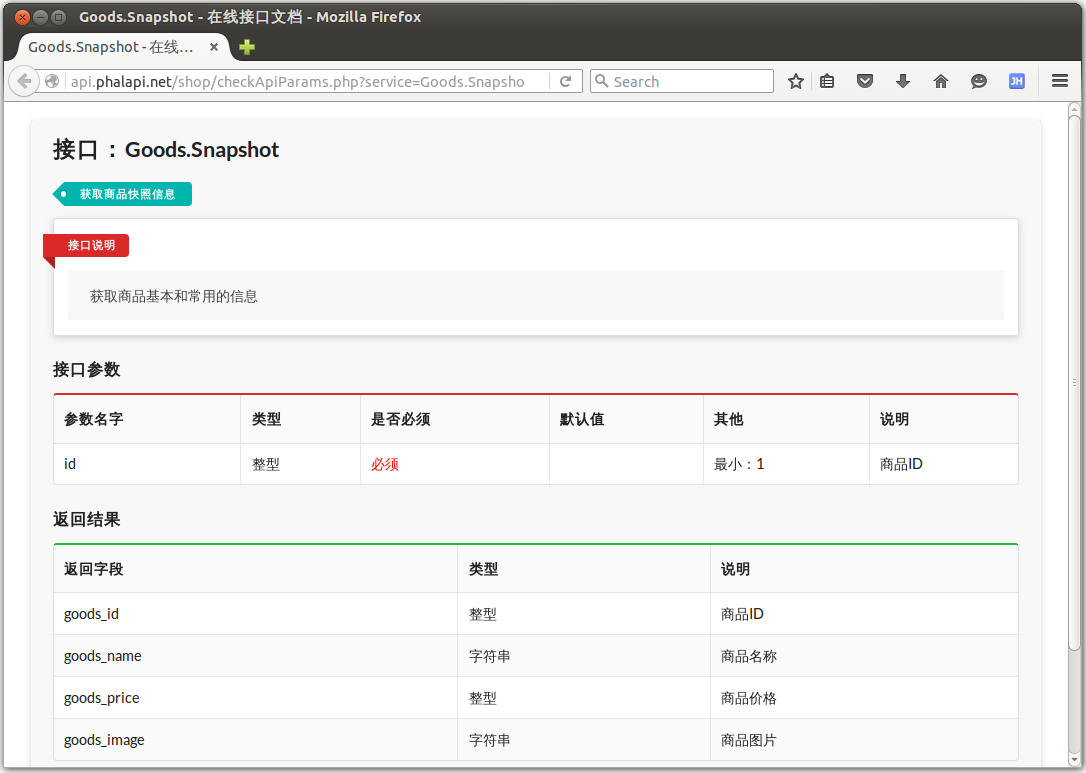 Goods.Snapshot - 在线接口文档 - Mozilla Firefox
Goods.Snapshot - 在线...
api.phalapi.net/shop/checkApiParams.php?service=Goods.Snapsho Search JH
接口：Goods.Snapshot
获取商品快照信息
接口说明
获取商品基本和常用的信息
接口参数
参数名字 类型 是否必须 默认值 其他 说明
id 整型 必须 最小：1 商品ID
返回结果
返回字段 类型 说明
goods_id 整型 商品ID
goods_name 字符串 商品名称
goods_price 整型 商品价格
goods_image 字符串 商品图片